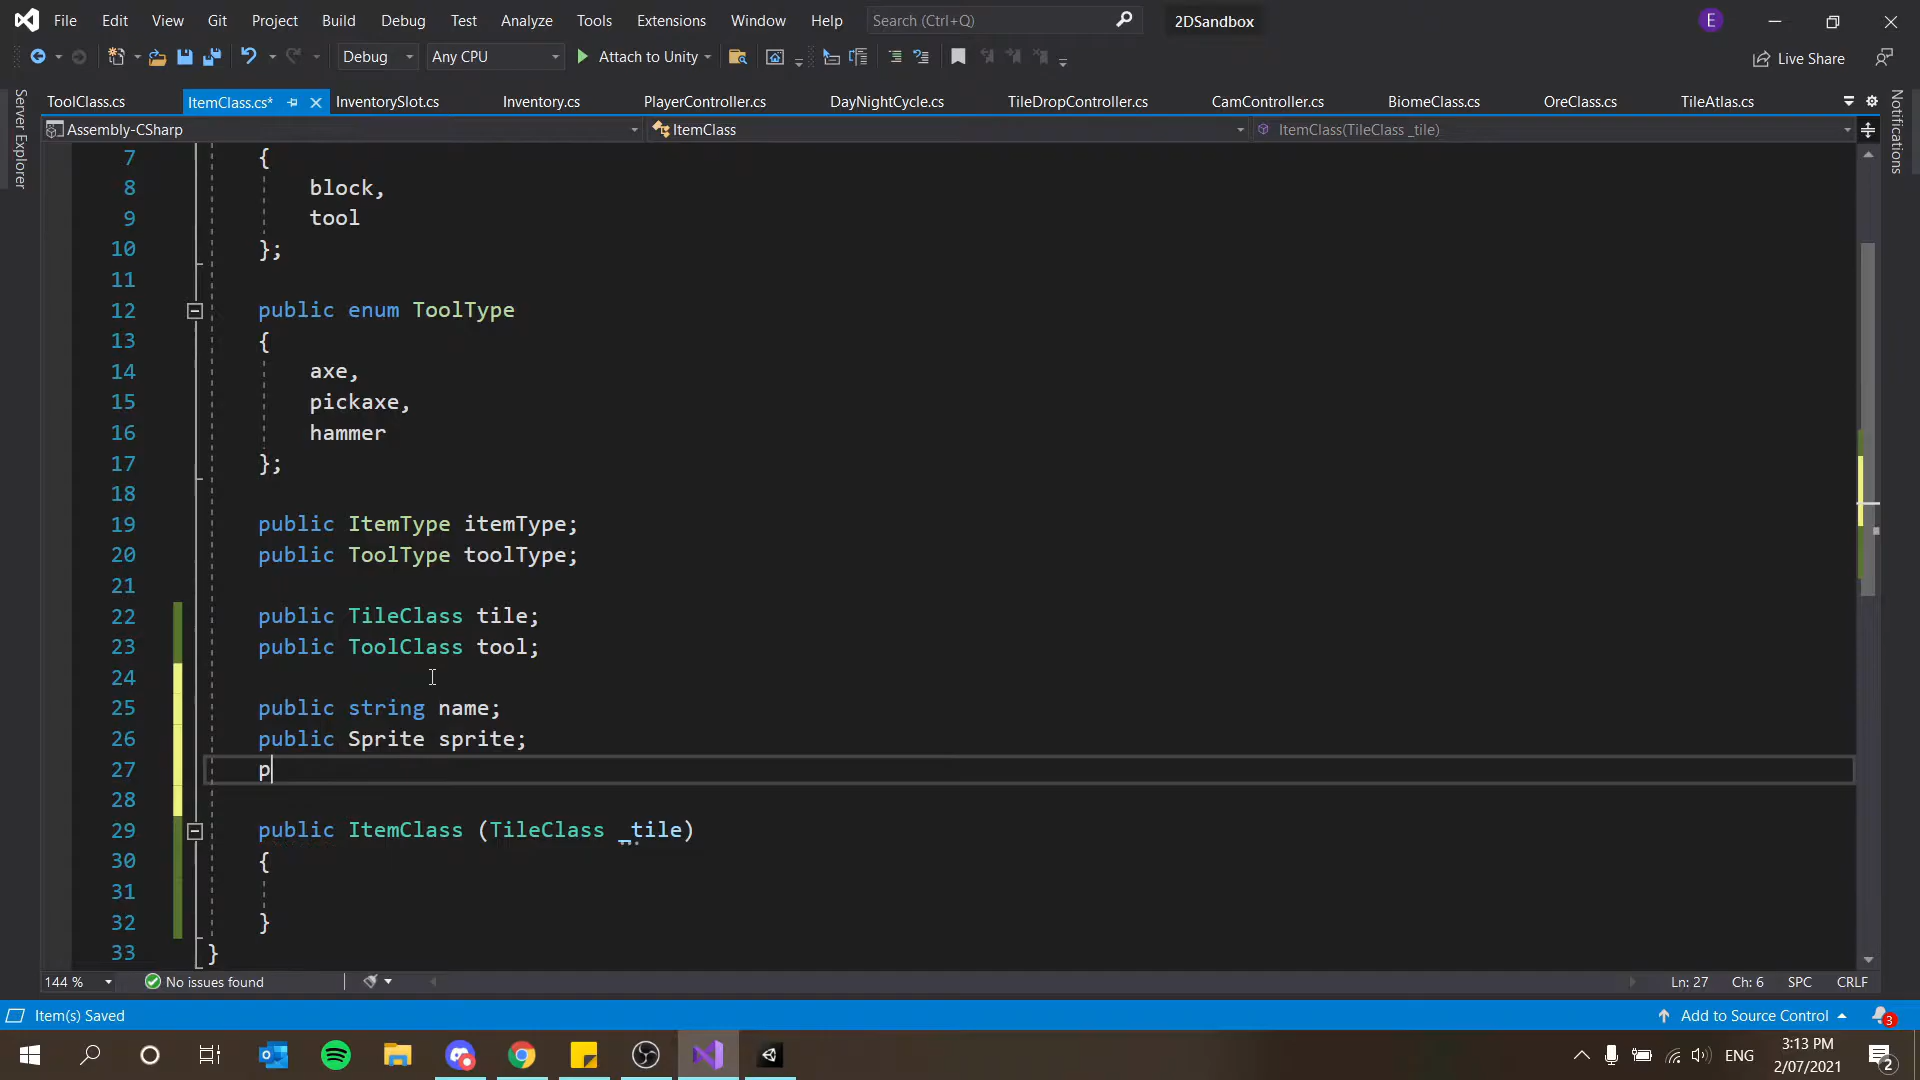 File Edit View Git Project Build Debug Test Analyze Tools Extensions Window Help Search (Ctrl+Q) 2DSandbox E
Debug Any CPU Attach to Unity Live Share
ToolClass.cs ItemClass.cs* InventorySlot.cs Inventory.cs PlayerController.cs DayNightCycle.cs TileDropController.cs CamController.cs BiomeClass.cs OreClass.cs TileAtlas.cs
Assembly-CSharp ItemClass ItemClass(TileClass _tile)
Server Explorer
Notifications
7 {
8 block,
9 tool
10 };
11
12 public enum ToolType
13 {
14 axe,
15 pickaxe,
16 hammer
17 };
18
19 public ItemType itemType;
20 public ToolType toolType;
21
22 public TileClass tile;
23 public ToolClass tool;
24
25 public string name;
26 public Sprite sprite;
27 p
28
29 public ItemClass (TileClass _tile)
30 {
31
32 }
33 }
144 % No issues found Ln: 27 Ch: 6 SPC CRLF
Item(s) Saved Add to Source Control 3
ENG 3:13 PM
2/07/2021 2